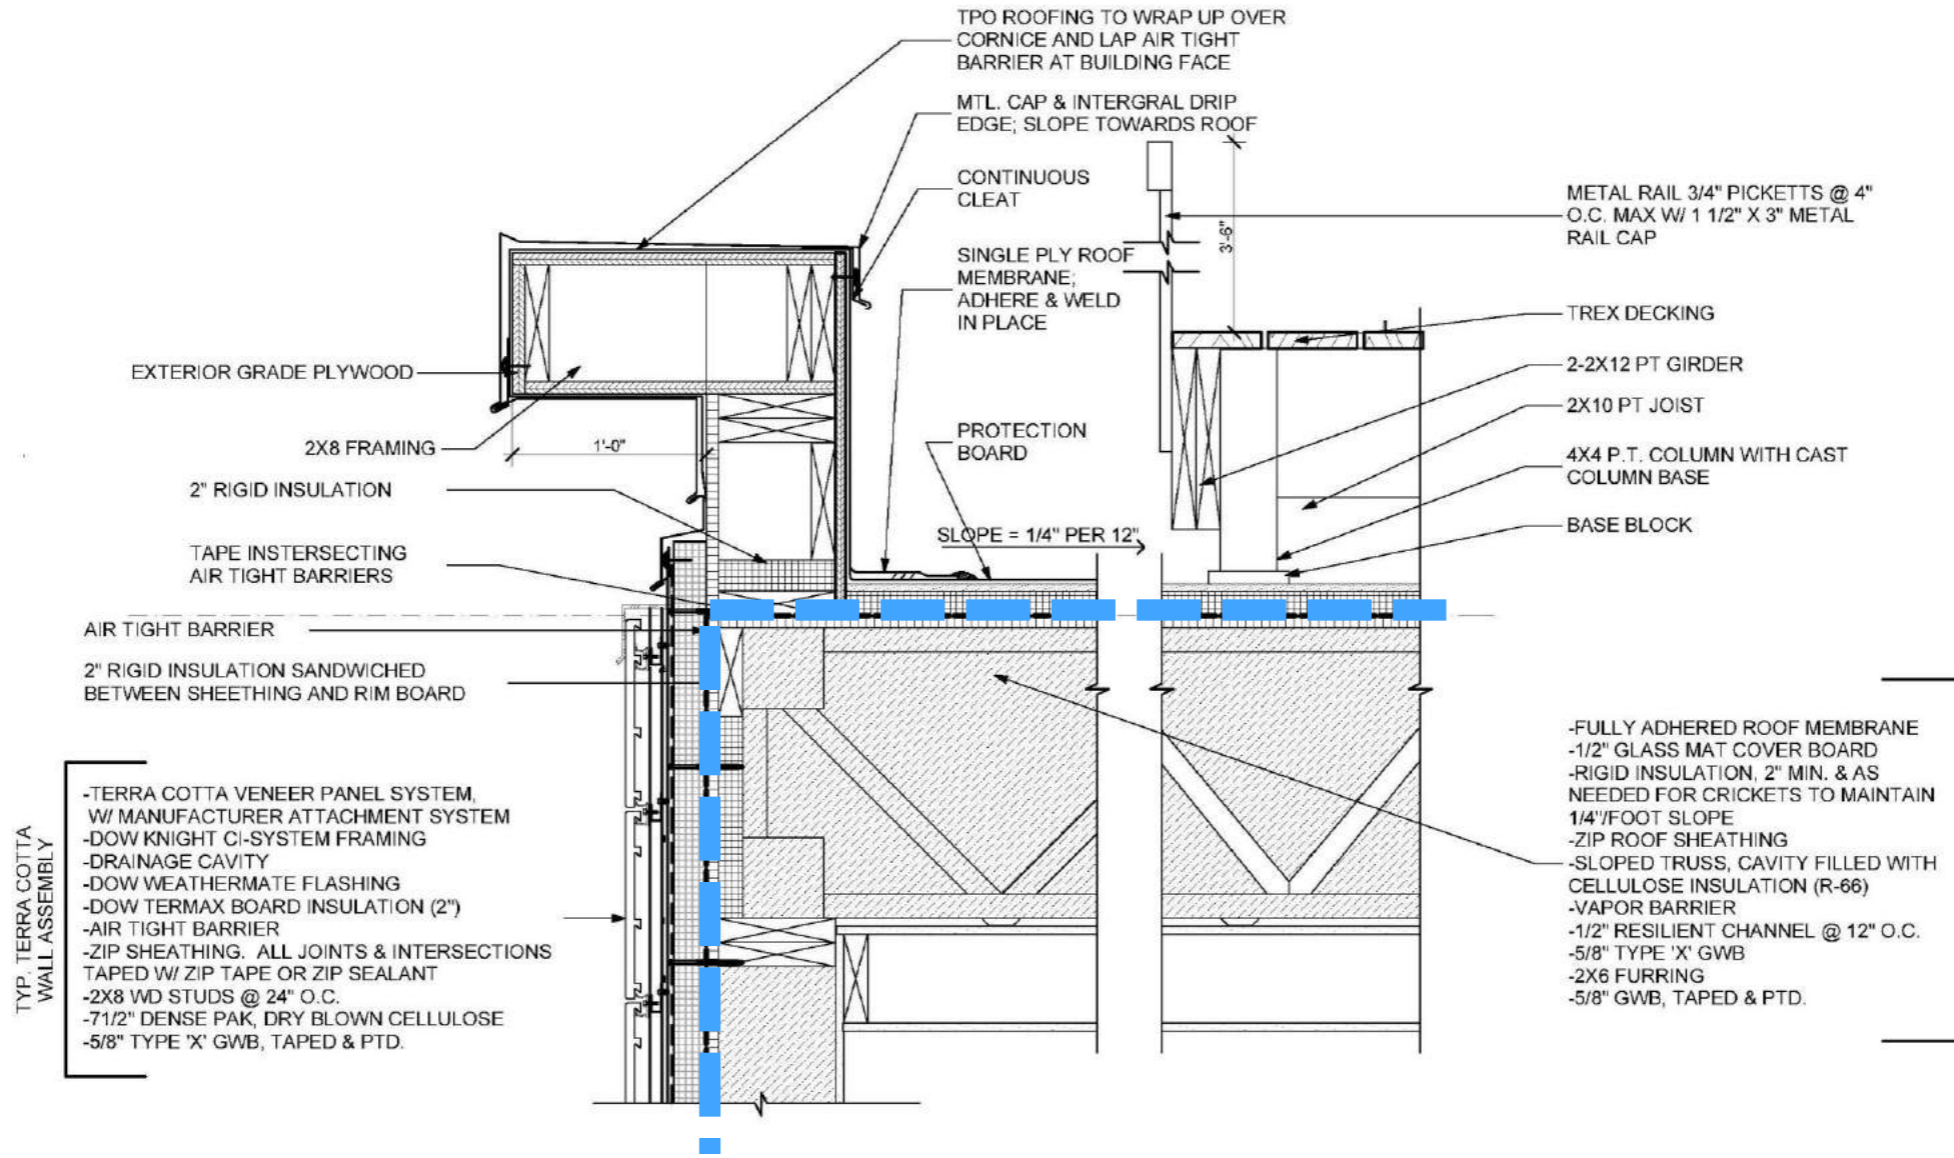 TPO ROOFING TO WRAP UP OVER
CORNICE AND LAP AIR TIGHT
BARRIER AT BUILDING FACE
MTL. CAP & INTERGRAL DRIP
EDGE; SLOPE TOWARDS ROOF
CONTINUOUS
CLEAT
SINGLE PLY ROOF
MEMBRANE;
ADHERE & WELD
IN PLACE
PROTECTION
BOARD
SLOPE = 1/4" PER 12"
3'-6"
METAL RAIL 3/4" PICKETTS @ 4"
O.C. MAX W/ 1 1/2" X 3" METAL
RAIL CAP
TREX DECKING
2-2X12 PT GIRDER
2X10 PT JOIST
4X4 P.T. COLUMN WITH CAST
COLUMN BASE
BASE BLOCK
EXTERIOR GRADE PLYWOOD
2X8 FRAMING
1'-0"
2" RIGID INSULATION
TAPE INSTERSECTING
AIR TIGHT BARRIERS
AIR TIGHT BARRIER
2" RIGID INSULATION SANDWICHED
BETWEEN SHEETHING AND RIM BOARD
TYP. TERRA COTTA
WALL ASSEMBLY
-TERRA COTTA VENEER PANEL SYSTEM,
W/ MANUFACTURER ATTACHMENT SYSTEM
-DOW KNIGHT CI-SYSTEM FRAMING
-DRAINAGE CAVITY
-DOW WEATHERMATE FLASHING
-DOW TERMAX BOARD INSULATION (2")
-AIR TIGHT BARRIER
-ZIP SHEATHING. ALL JOINTS & INTERSECTIONS
TAPED W/ ZIP TAPE OR ZIP SEALANT
-2X8 WD STUDS @ 24" O.C.
-71/2" DENSE PAK, DRY BLOWN CELLULOSE
-5/8" TYPE 'X' GWB, TAPED & PTD.
-FULLY ADHERED ROOF MEMBRANE
-1/2" GLASS MAT COVER BOARD
-RIGID INSULATION, 2" MIN. & AS
NEEDED FOR CRICKETS TO MAINTAIN
1/4"/FOOT SLOPE
-ZIP ROOF SHEATHING
-SLOPED TRUSS, CAVITY FILLED WITH
CELLULOSE INSULATION (R-66)
-VAPOR BARRIER
-1/2" RESILIENT CHANNEL @ 12" O.C.
-5/8" TYPE 'X' GWB
-2X6 FURRING
-5/8" GWB, TAPED & PTD.